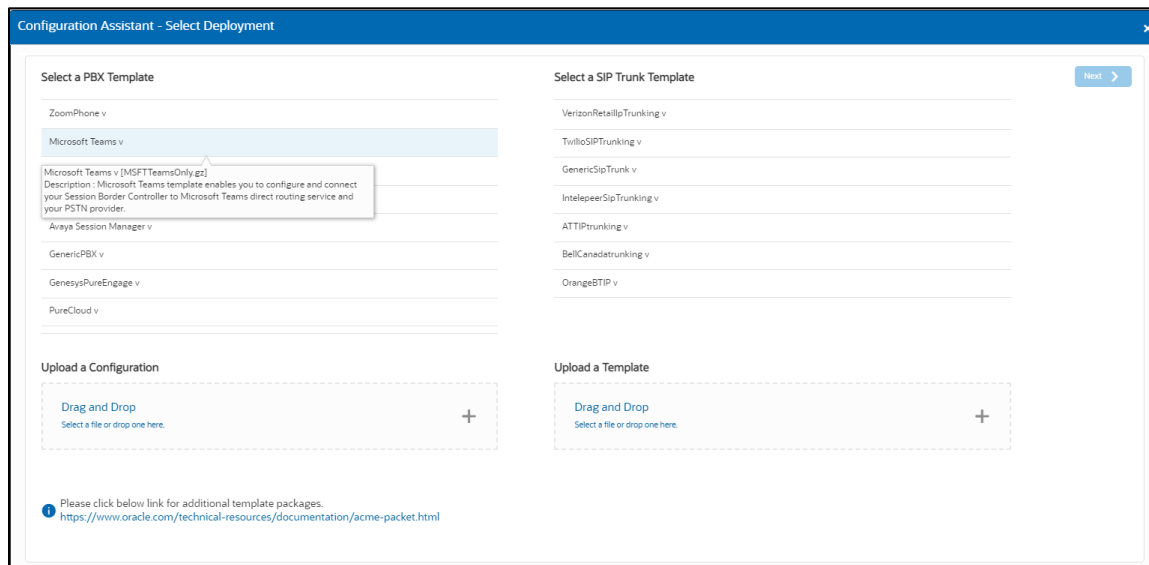 Configuration Assistant - Select Deployment
×
Select a PBX Template
ZoomPhone v
Microsoft Teams v
Microsoft Teams v [MSFTTeamsOnly.gz]
Description : Microsoft Teams template enables you to configure and connect
your Session Border Controller to Microsoft Teams direct routing service and
your PSTN provider.
Avaya Session Manager v
GenericPBX v
GenesysPureEngage v
PureCloud v
Select a SIP Trunk Template
VerizonRetailIpTrunking v
TwilioSIPTrunking v
GenericSipTrunk v
IntelepeerSipTrunking v
ATTIPtrunking v
BellCanadatrunking v
OrangeBTIP v
Next
Upload a Configuration
Drag and Drop
Select a file or drop one here.
Upload a Template
Drag and Drop
Select a file or drop one here.
Please click below link for additional template packages.
https://www.oracle.com/technical-resources/documentation/acme-packet.html